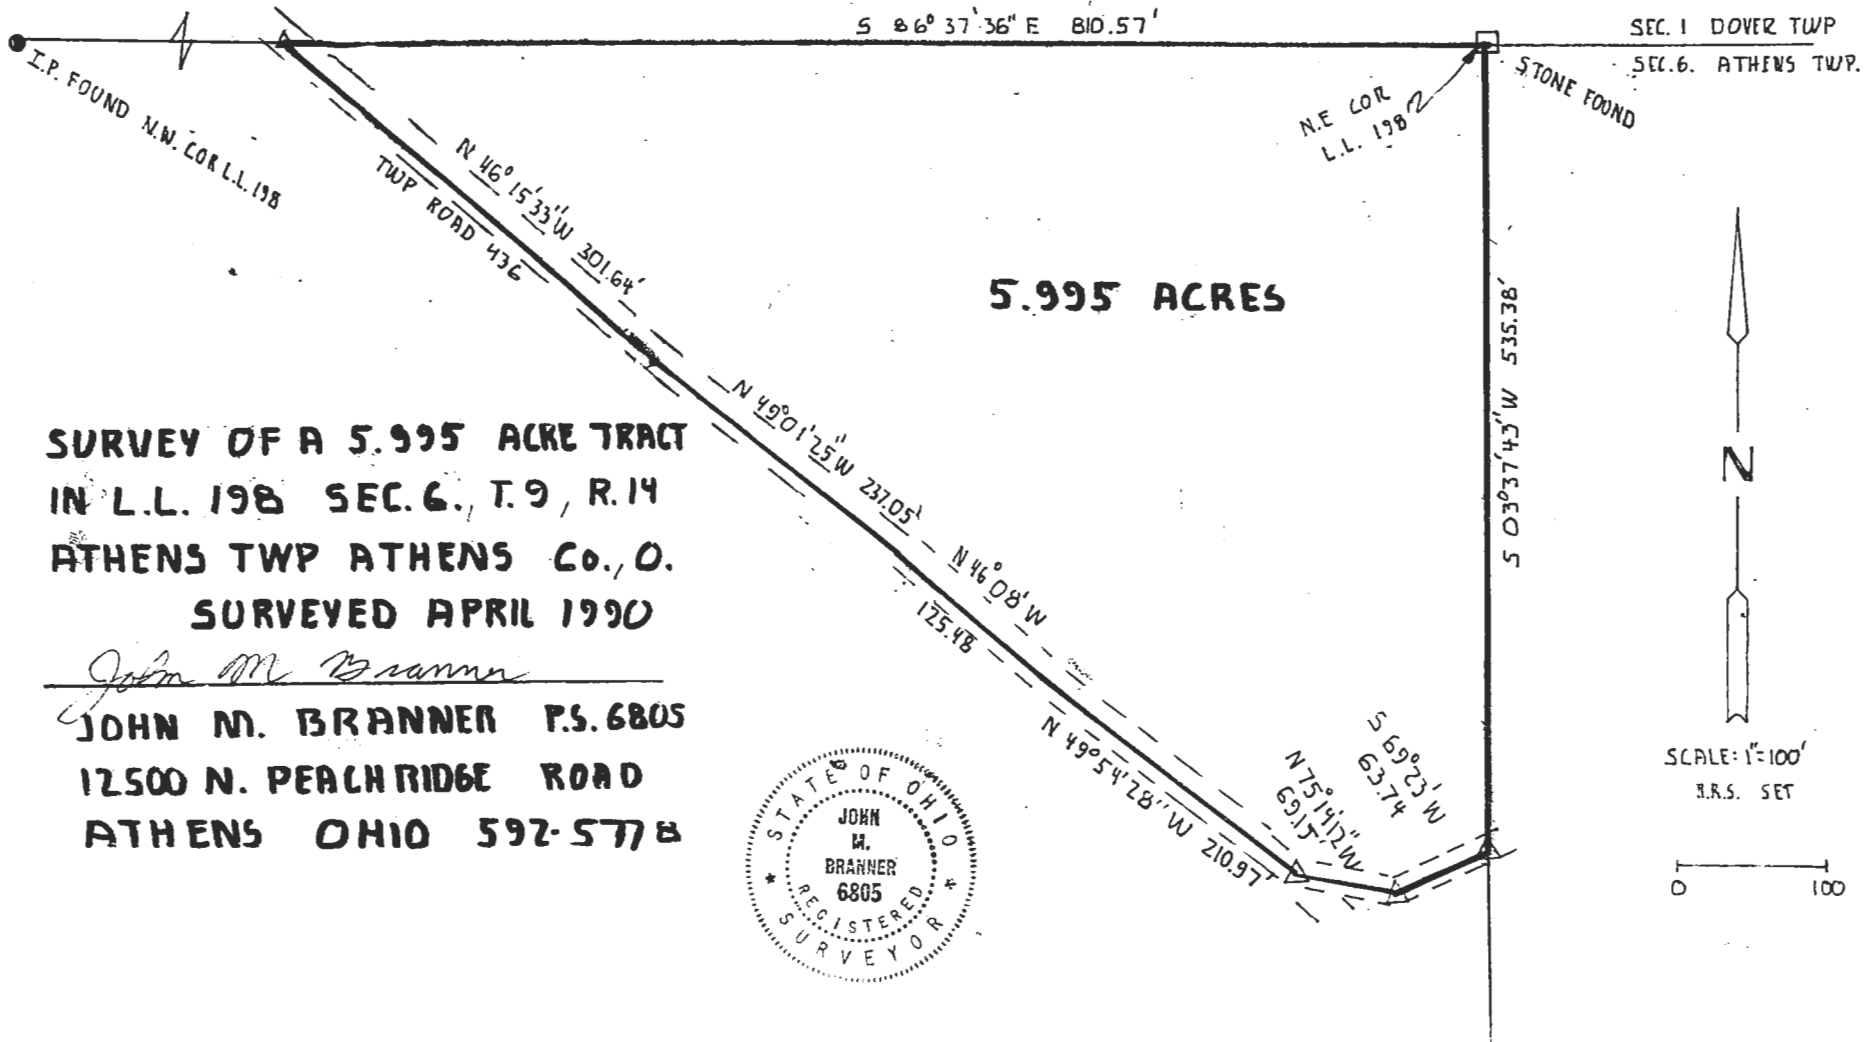 S 86° 37' 36" E 810.57'
SEC. 1 DOVER TWP
SEC. 6. ATHENS TWP.
I.P. FOUND N.W. COR L.L. 198
STONE FOUND
N.E COR
L.L. 198
N 46° 15' 33" W 301.64'
TWP ROAD 436
5.995 ACRES
S 03° 37' 43" W 535.38'
N 49° 01' 25" W 237.05'
N 46° 08' W
125.48
N 49° 54' 28" W 210.97
N 75° 14' 12" W
69.15
S 69° 23' W
63.74
N
SCALE: 1"=100'
SET
0 100
SURVEY OF A 5.995 ACRE TRACT
IN L.L. 198 SEC. 6., T. 9, R. 14
ATHENS TWP ATHENS Co., O.
SURVEYED APRIL 1990
John M Branner
JOHN M. BRANNER P.S. 6805
12500 N. PEACH RIDGE ROAD
ATHENS OHIO 592-5778
STATE OF OHIO
JOHN
M.
BRANNER
6805
REGISTERED
SURVEYOR